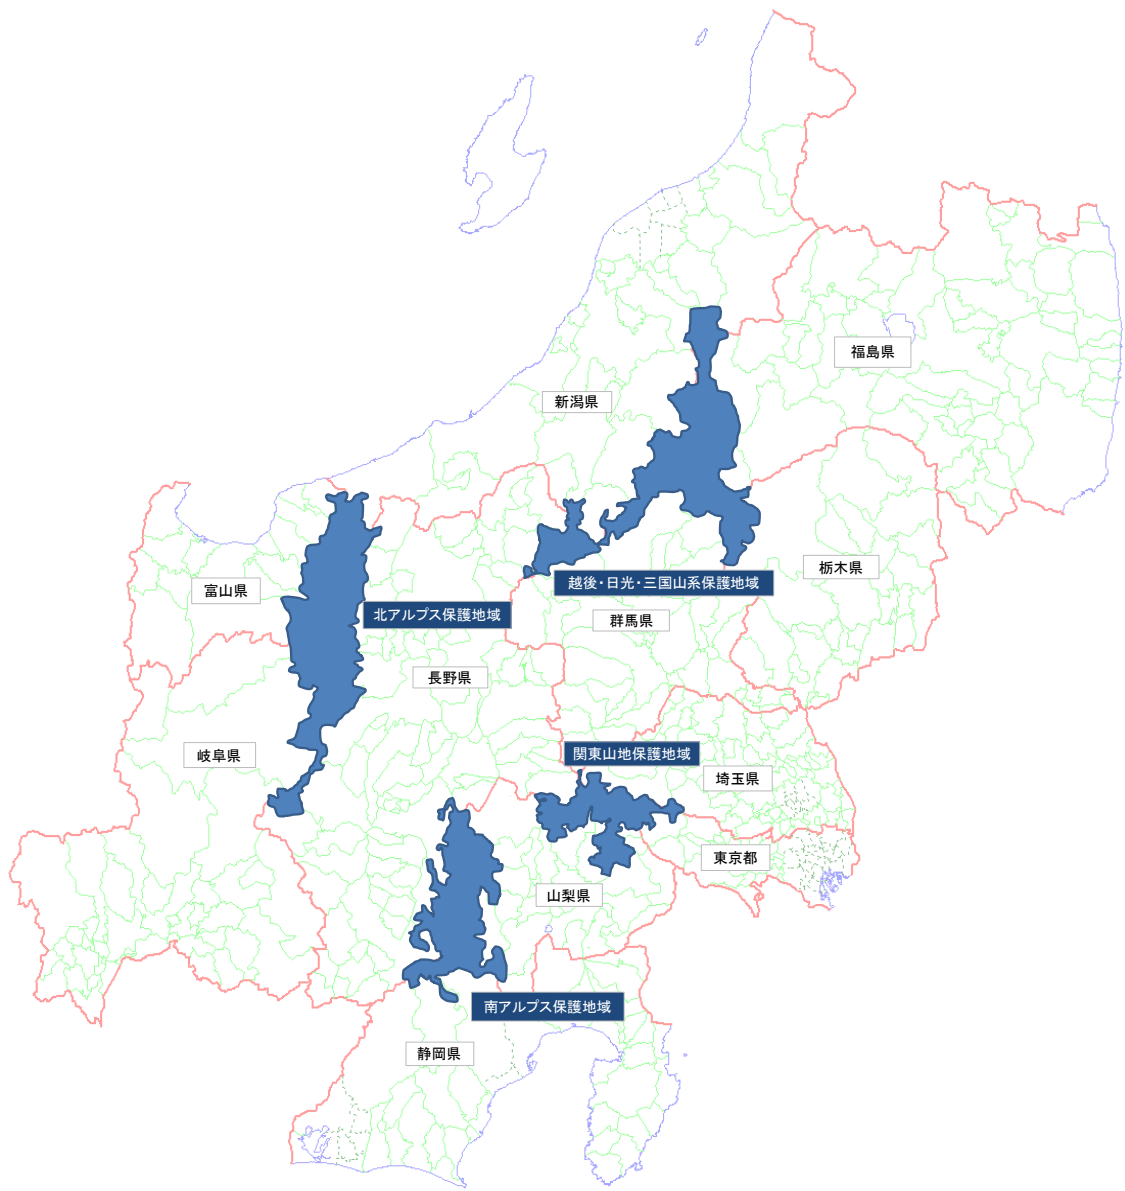 福島県
新潟県
栃木県
越後・日光・三国山系保護地域
富山県
北アルプス保護地域
群馬県
長野県
岐阜県
関東山地保護地域
埼玉県
東京都
山梨県
南アルプス保護地域
静岡県